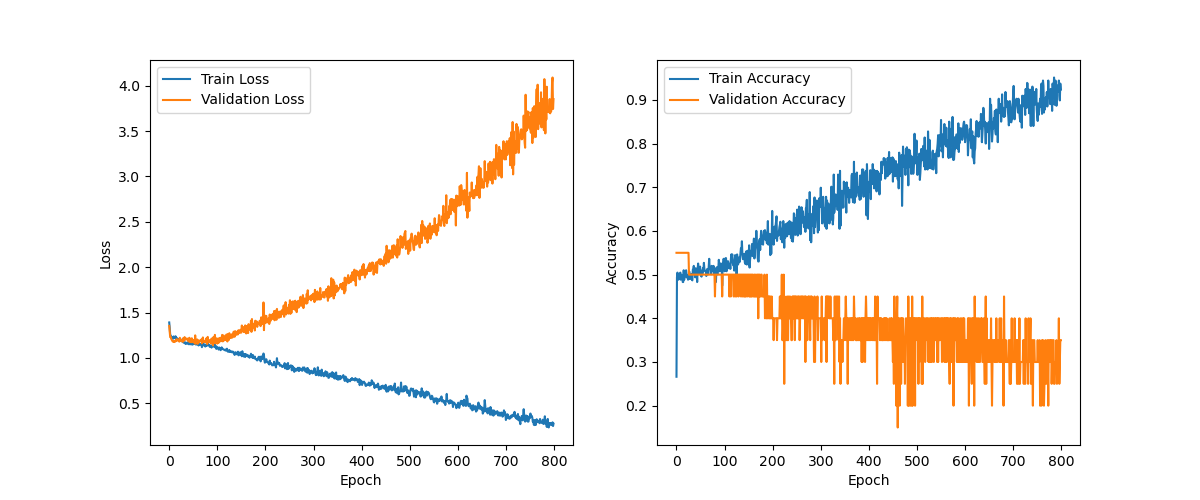 Train Loss
Validation Loss
4.0
3.5
3.0
2.5
2.0
1.5
1.0
0.5
Loss
0 100 200 300 400 500 600 700 800
Epoch
Train Accuracy
Validation Accuracy
0.9
0.8
0.7
0.6
0.5
0.4
0.3
0.2
Accuracy
0 100 200 300 400 500 600 700 800
Epoch